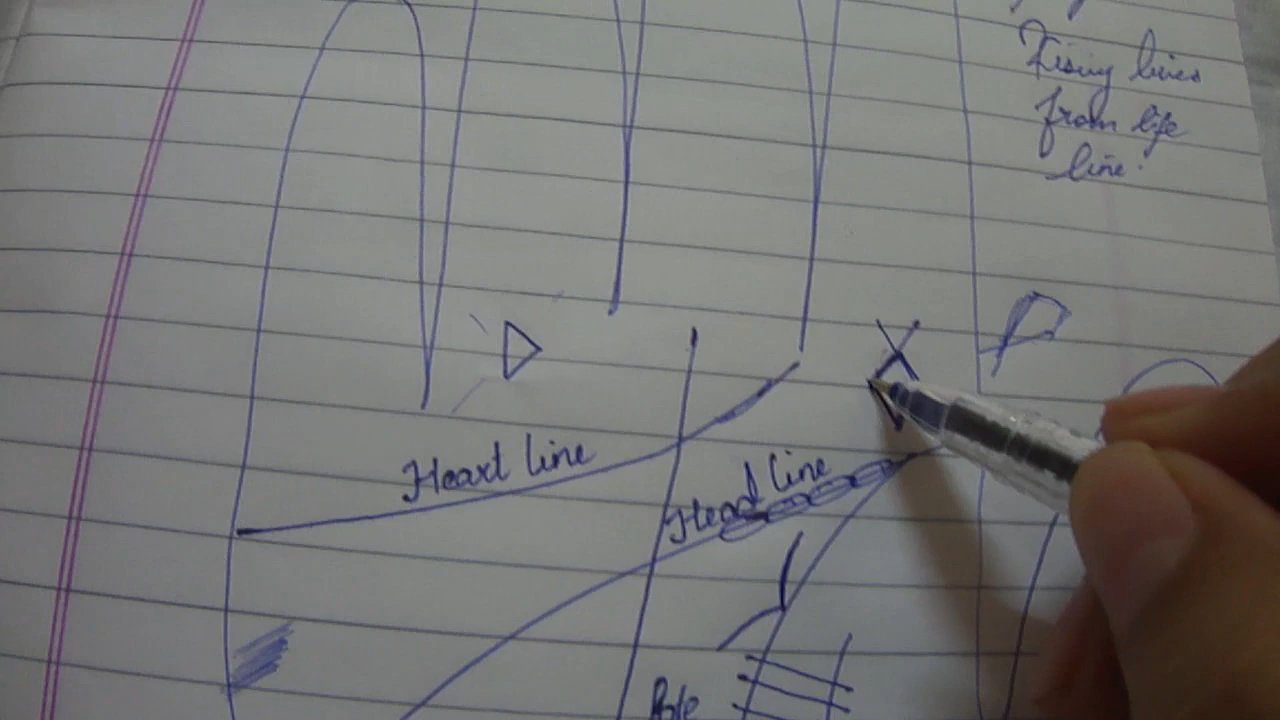 Rising lines
from life
line.
Heart line
Head line